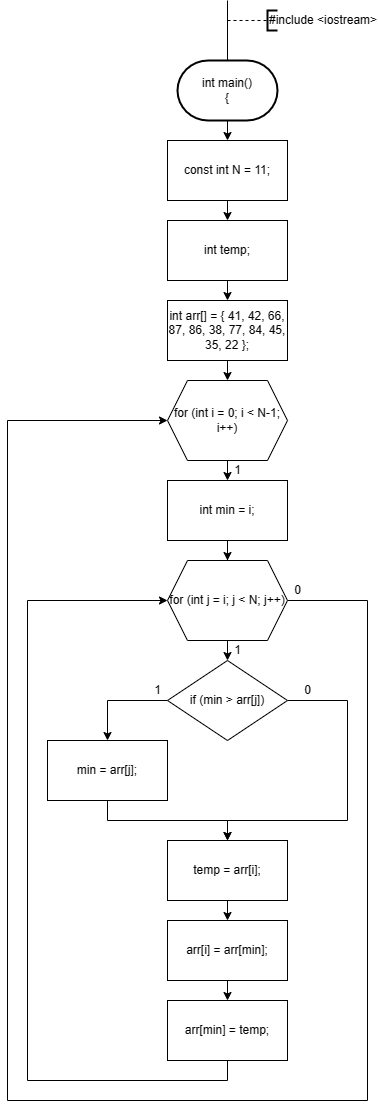 #include <iostream>
int main()
{
const int N = 11;
int temp;
int arr[] = { 41, 42, 66,
87, 86, 38, 77, 84, 45,
35, 22 };
for (int i = 0; i < N-1;
i++)
1
int min = i;
for (int j = i; j < N; j++)
0
1
if (min > arr[j])
1
0
min = arr[j];
temp = arr[i];
arr[i] = arr[min];
arr[min] = temp;